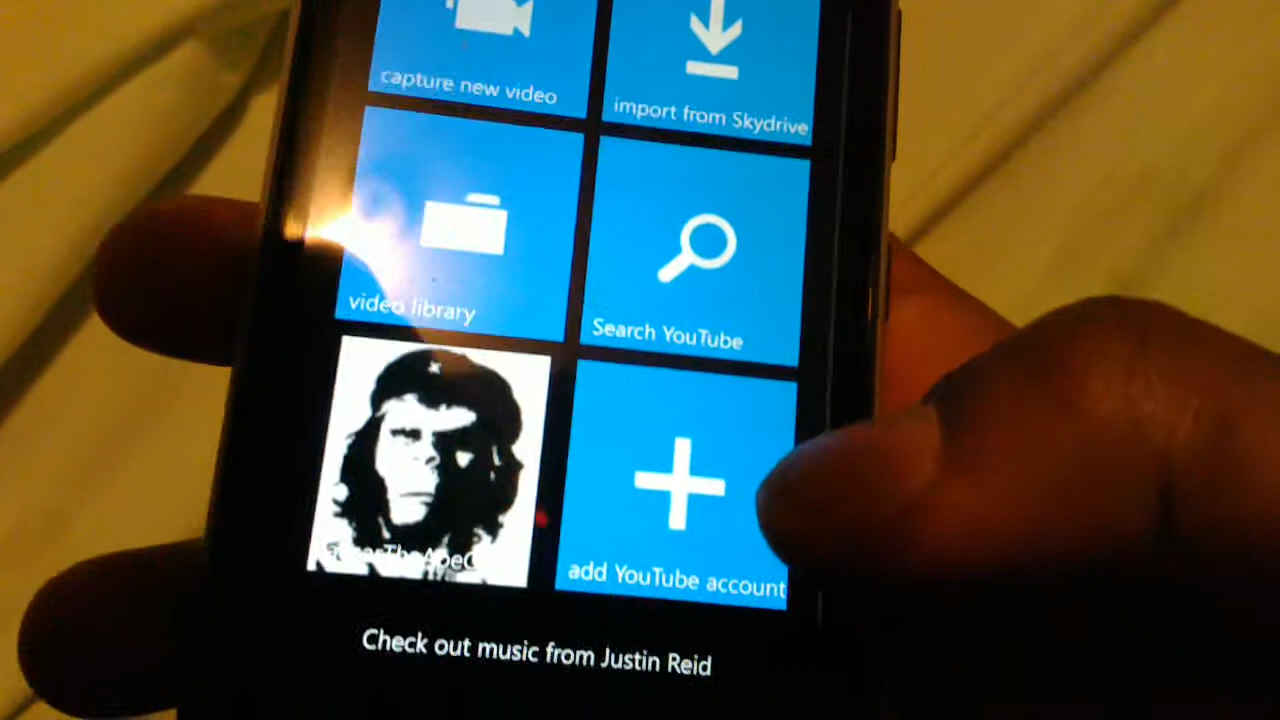 capture new video
import from Skydrive
video library
Search YouTube
add YouTube account
Check out music from Justin Reid